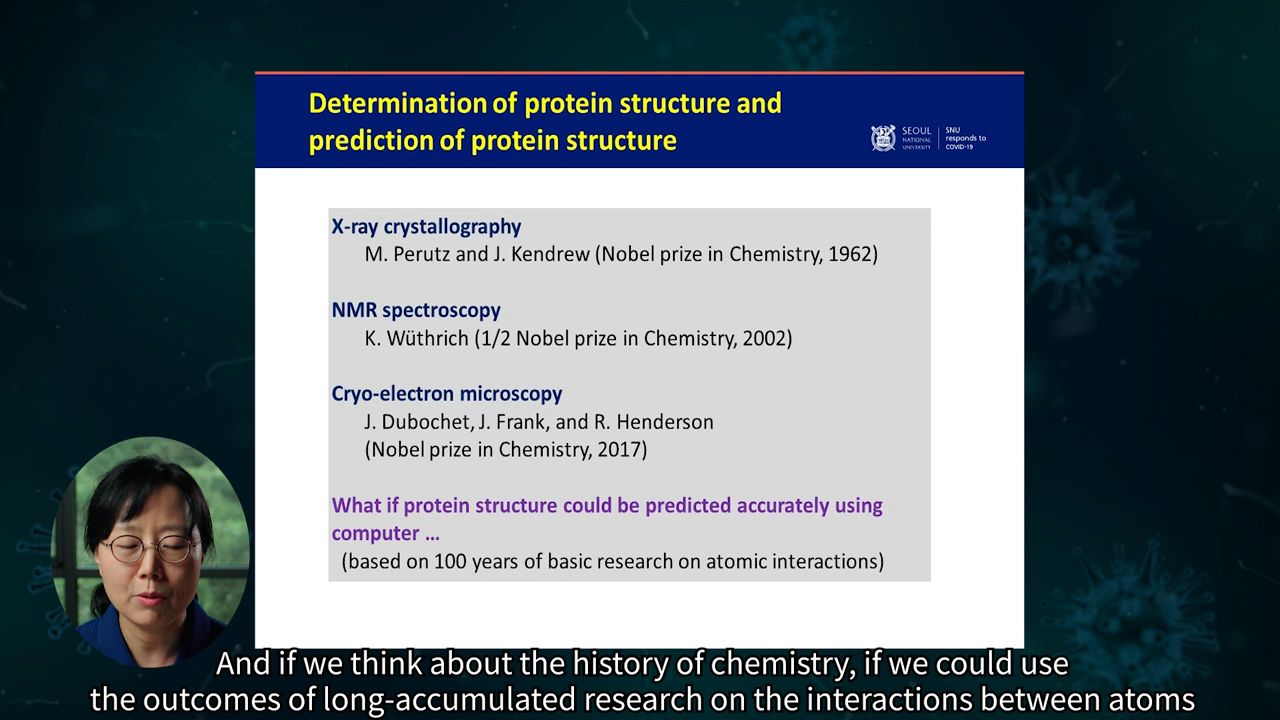 Determination of protein structure and
prediction of protein structure
SEOUL
NATIONAL
UNIVERSITY
SNU
responds to
COVID-19
X-ray crystallography
M. Perutz and J. Kendrew (Nobel prize in Chemistry, 1962)
NMR spectroscopy
K. Wüthrich (1/2 Nobel prize in Chemistry, 2002)
Cryo-electron microscopy
J. Dubochet, J. Frank, and R. Henderson
(Nobel prize in Chemistry, 2017)
What if protein structure could be predicted accurately using
computer ...
(based on 100 years of basic research on atomic interactions)
And if we think about the history of chemistry, if we could use
the outcomes of long-accumulated research on the interactions between atoms